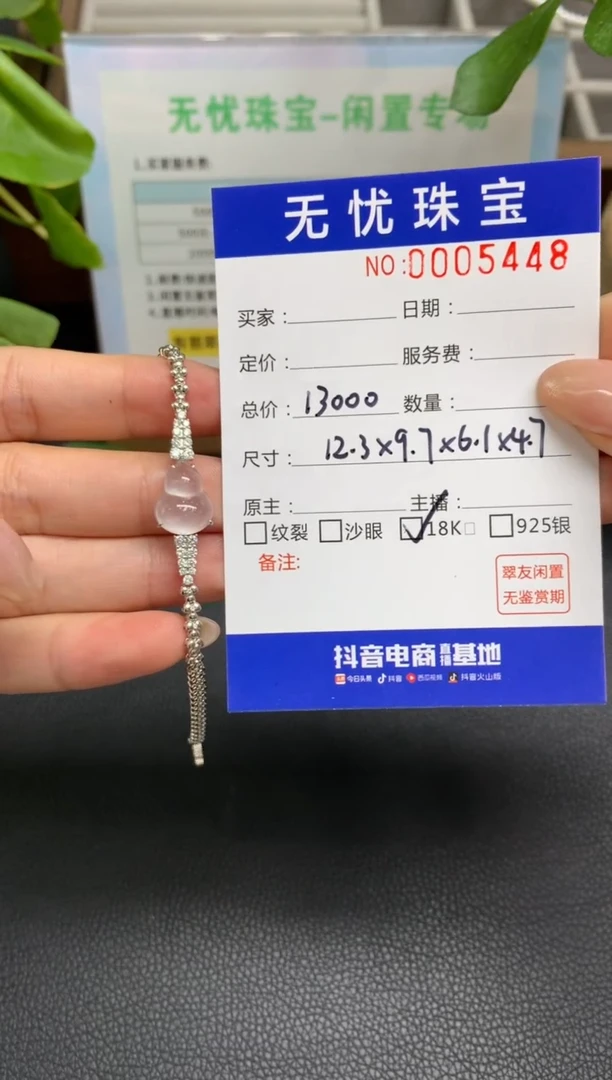 无忧珠宝-闲置专场
无忧珠宝
NO:0005448
买家: 日期:
定价: 服务费:
总价: 13000 数量:
尺寸: 12.3×9.7×6.1×4.7
原主: 主播:
纹裂 沙眼 ✓18K□ 925银
备注:
翠友闲置
无鉴赏期
抖音电商直播基地
今日头条 抖音 西瓜视频 抖音火山版